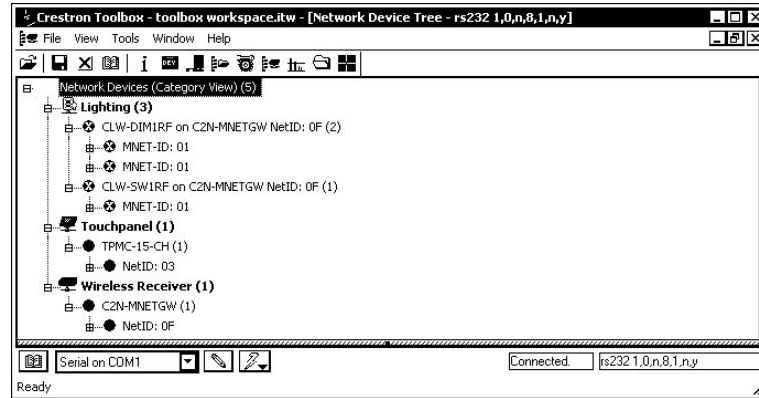 Crestron Toolbox - toolbox workspace.itw - [Network Device Tree - rs232 1,0,n,8,1,n,y]
File View Tools Window Help
Network Devices (Category View) (5)
Lighting (3)
CLW-DIM1RF on C2N-MNETGW NetID: 0F (2)
MNET-ID: 01
MNET-ID: 01
CLW-SW1RF on C2N-MNETGW NetID: 0F (1)
MNET-ID: 01
Touchpanel (1)
TPMC-15-CH (1)
NetID: 03
Wireless Receiver (1)
C2N-MNETGW (1)
NetID: 0F
Serial on COM1 Connected. rs232 1,0,n,8,1,n,y
Ready